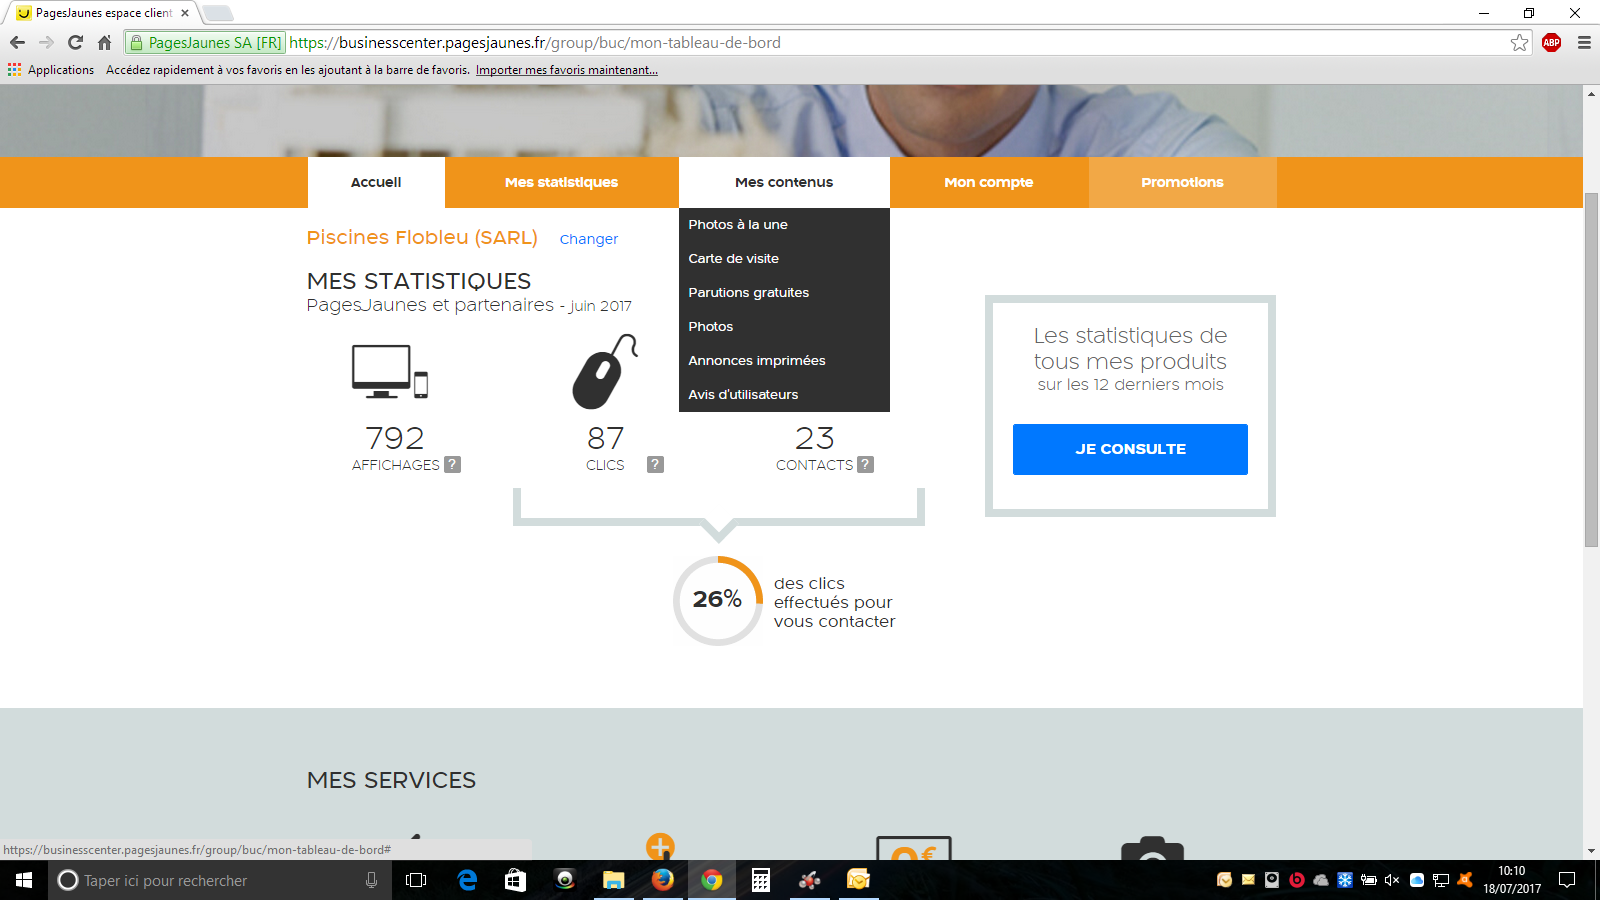 PagesJaunes espace client
PagesJaunes SA [FR] https://businesscenter.pagesjaunes.fr/group/buc/mon-tableau-de-bord
ABP
Applications Accédez rapidement à vos favoris en les ajoutant à la barre de favoris. Importer mes favoris maintenant...
Accueil Mes statistiques Mes contenus Mon compte Promotions
Photos à la une
Carte de visite
Parutions gratuites
Photos
Annonces imprimées
Avis d'utilisateurs
Piscines Flobleu (SARL) Changer
MES STATISTIQUES
PagesJaunes et partenaires - juin 2017
792
AFFICHAGES ?
87
CLICS ?
23
CONTACTS ?
26%
des clics
effectués pour
vous contacter
Les statistiques de
tous mes produits
sur les 12 derniers mois
JE CONSULTE
MES SERVICES
€
https://businesscenter.pagesjaunes.fr/group/buc/mon-tableau-de-bord#
Taper ici pour rechercher
10:10
18/07/2017